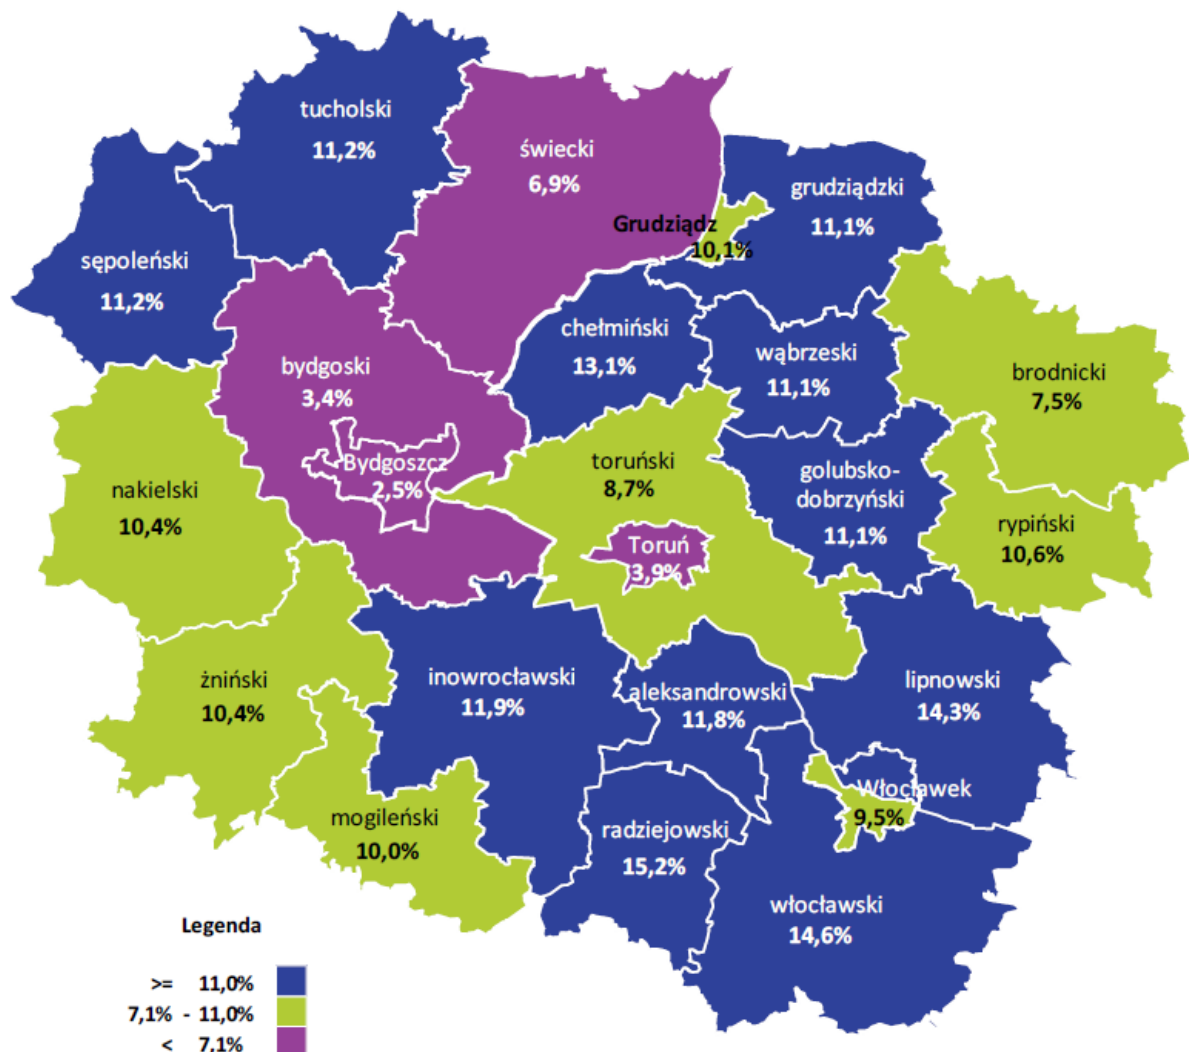 tucholski
11,2%
świecki
6,9%
grudziądzki
11,1%
Grudziądz
10,1%
sępoleński
11,2%
chełmiński
13,1%
wąbrzeski
11,1%
brodnicki
7,5%
bydgoski
3,4%
Bydgoszcz
2,5%
toruński
8,7%
golubsko-
dobrzyński
11,1%
nakielski
10,4%
rypiński
10,6%
Toruń
3,9%
żniński
10,4%
inowrocławski
11,9%
aleksandrowski
11,8%
lipnowski
14,3%
Włocławek
9,5%
mogileński
10,0%
radziejowski
15,2%
włocławski
14,6%
Legenda
>= 11,0%
7,1% - 11,0%
< 7,1%